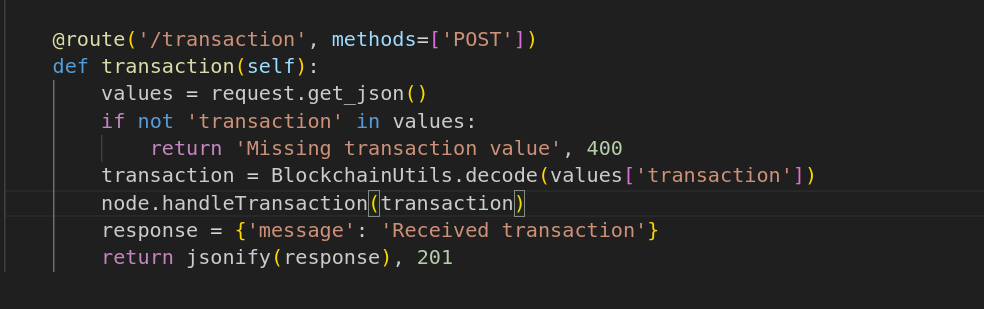 @route('/transaction', methods=['POST'])
def transaction(self):
    values = request.get_json()
    if not 'transaction' in values:
        return 'Missing transaction value', 400
    transaction = BlockchainUtils.decode(values['transaction'])
    node.handleTransaction(transaction)
    response = {'message': 'Received transaction'}
    return jsonify(response), 201